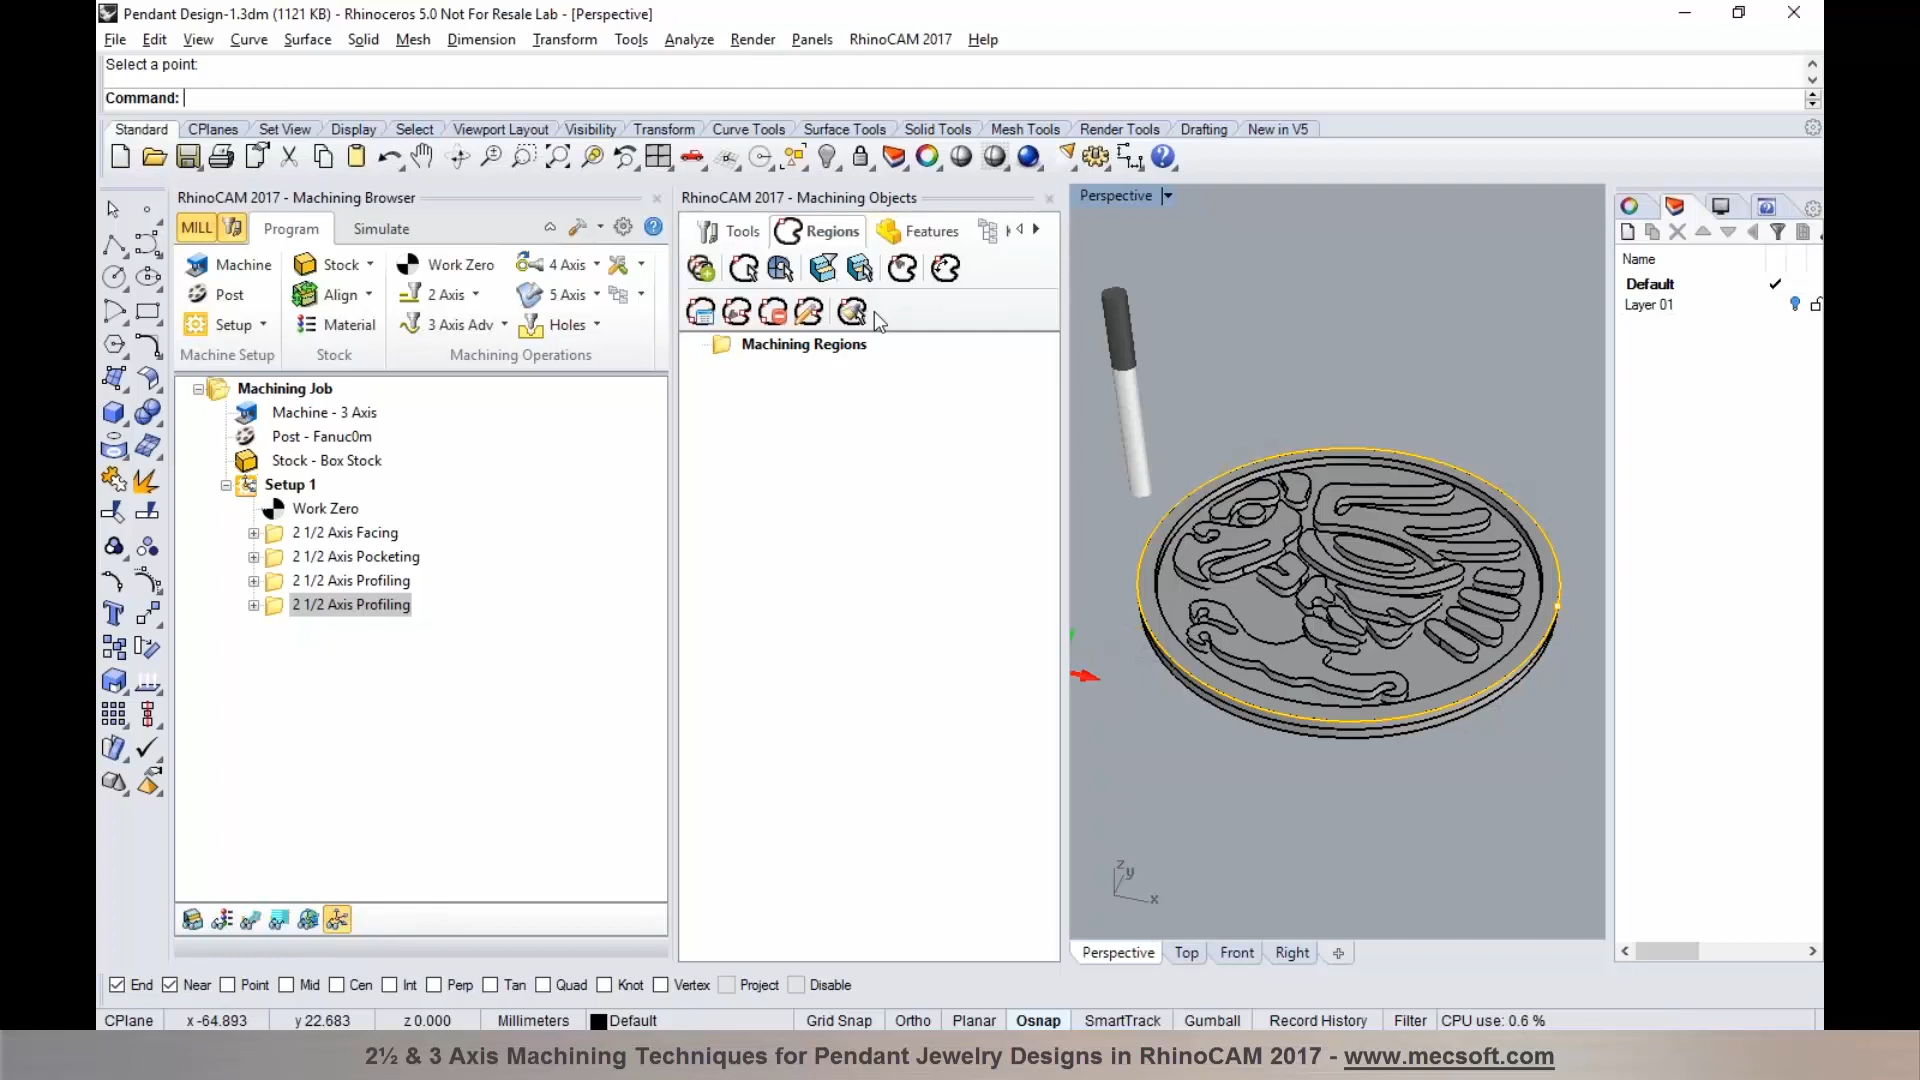 Pendant Design-1.3dm (1121 KB) - Rhinoceros 5.0 Not For Resale Lab - [Perspective]
File Edit View Curve Surface Solid Mesh Dimension Transform Tools Analyze Render Panels RhinoCAM 2017 Help
Select a point:
Command:
Standard CPlanes Set View Display Select Viewport Layout Visibility Transform Curve Tools Surface Tools Solid Tools Mesh Tools Render Tools Drafting New in V5
RhinoCAM 2017 - Machining Browser
MILL Program Simulate
Machine Stock Work Zero 4 Axis
Post Align 2 Axis 5 Axis
Setup Material 3 Axis Adv Holes
Machine Setup Stock Machining Operations
Machining Job
Machine - 3 Axis
Post - Fanuc0m
Stock - Box Stock
Setup 1
Work Zero
2 1/2 Axis Facing
2 1/2 Axis Pocketing
2 1/2 Axis Profiling
2 1/2 Axis Profiling
RhinoCAM 2017 - Machining Objects
Tools Regions Features
Machining Regions
Perspective
z
y
x
Perspective Top Front Right
Name
Default
Layer 01
End Near Point Mid Cen Int Perp Tan Quad Knot Vertex Project Disable
CPlane x -64.893 y 22.683 z 0.000 Millimeters Default Grid Snap Ortho Planar Osnap SmartTrack Gumball Record History Filter CPU use: 0.6 %
2½ & 3 Axis Machining Techniques for Pendant Jewelry Designs in RhinoCAM 2017 - www.mecsoft.com